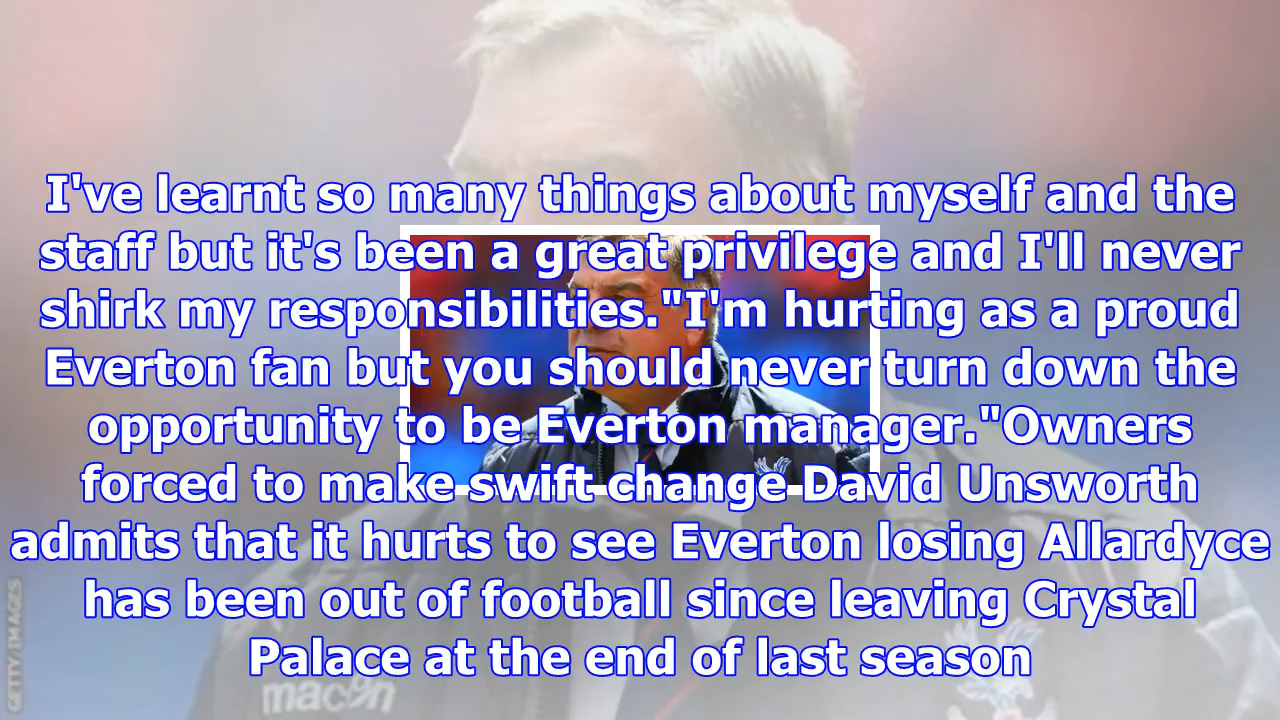 I've learnt so many things about myself and the
staff but it's been a great privilege and I'll never
shirk my responsibilities."I'm hurting as a proud
Everton fan but you should never turn down the
opportunity to be Everton manager."Owners
forced to make swift change David Unsworth
admits that it hurts to see Everton losing Allardyce
has been out of football since leaving Crystal
Palace at the end of last season
GETTY IMAGES
macron